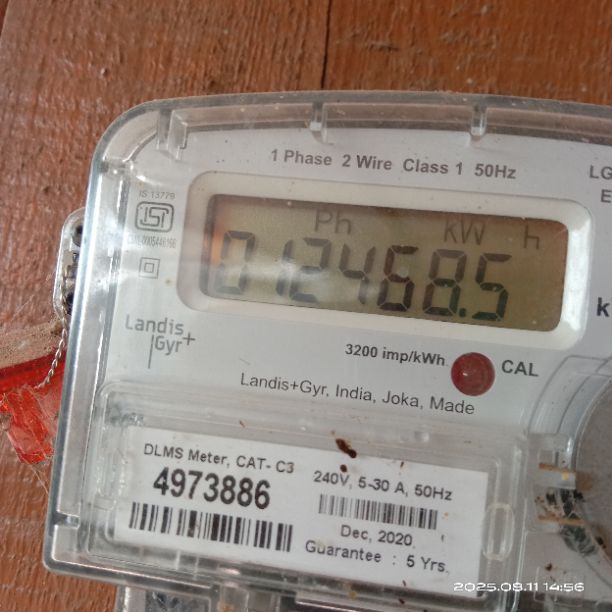 1 Phase 2 Wire Class 1 50Hz
LG
E
IS 13779
ISI
Ph kW h
012468.5
k
Landis+
Gyr
3200 imp/kWh
CAL
Landis+Gyr, India, Joka, Made
DLMS Meter, CAT- C3
4973886
240V, 5-30 A, 50Hz
Dec, 2020
Guarantee : 5 Yrs.
2025.08.11 14:56